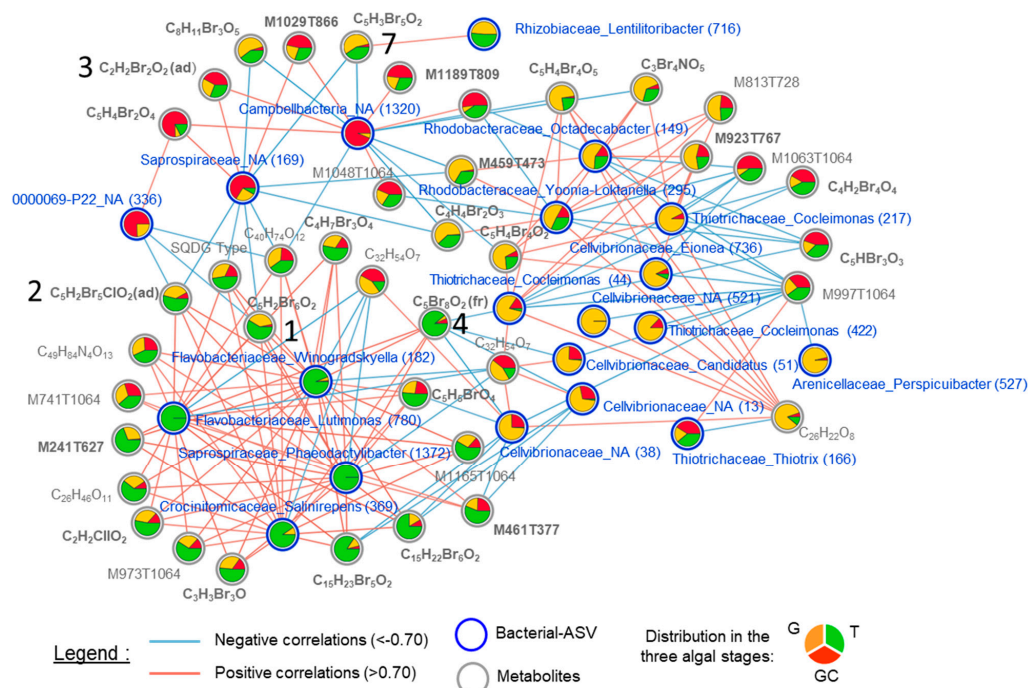 C₈H₁₁Br₃O₅
M1029T866
C₅H₃Br₅O₂
7
Rhizobiaceae_Lentilitoribacter (716)
3
C₂H₂Br₂O₂(ad)
M1189T809
C₅H₄Br₄O₅
C₃Br₄NO₅
M813T728
C₅H₄Br₂O₄
Campbellbacteria_NA (1320)
Rhodobacteraceae_Octadecabacter (149)
M923T767
Saprospiraceae_NA (169)
M1048T1064
M459T473
M1063T1064
0000069-P22_NA (336)
Rhodobacteraceae_Yoonia-Loktanella (295)
C₄H₂Br₄O₄
C₄H₄Br₂O₃
Thiotrichaceae_Cocleimonas (217)
SQDG Type
C₄₀H₇₄O₁₂
C₄H₇Br₃O₄
C₅H₄Br₄O₂
Cellvibrionaceae_Eionea (736)
C₅HBr₃O₃
C₃₂H₅₄O₇
2
C₅H₂Br₅ClO₂(ad)
C₅H₂Br₆O₂
1
C₅Br₈O₂(fr)
4
Thiotrichaceae_Cocleimonas (44)
Cellvibrionaceae_NA (521)
M997T1064
Thiotrichaceae_Cocleimonas (422)
C₄₉H₈₄N₄O₁₃
Flavobacteriaceae_Winogradskyella (182)
C₃₂H₅₄O₇
Cellvibrionaceae_Candidatus (51)
Arenicellaceae_Perspicuibacter (527)
M741T1064
C₅H₆BrO₄
Cellvibrionaceae_NA (13)
Flavobacteriaceae_Lutimonas (780)
C₂₆H₂₂O₈
M241T627
Saprospiraceae_Phaeodactylibacter (1372)
Cellvibrionaceae_NA (38)
Thiotrichaceae_Thiotrix (166)
M1165T1064
C₂₆H₄₆O₁₁
Crocinitomicaceae_Salinirepens (369)
C₂H₂ClIO₂
M461T377
C₁₅H₂₂Br₆O₂
M973T1064
C₃H₃Br₃O
C₁₅H₂₃Br₅O₂
Legend :
Negative correlations (<-0.70)
Positive correlations (>0.70)
Bacterial-ASV
Metabolites
Distribution in the
three algal stages:
G
T
GC